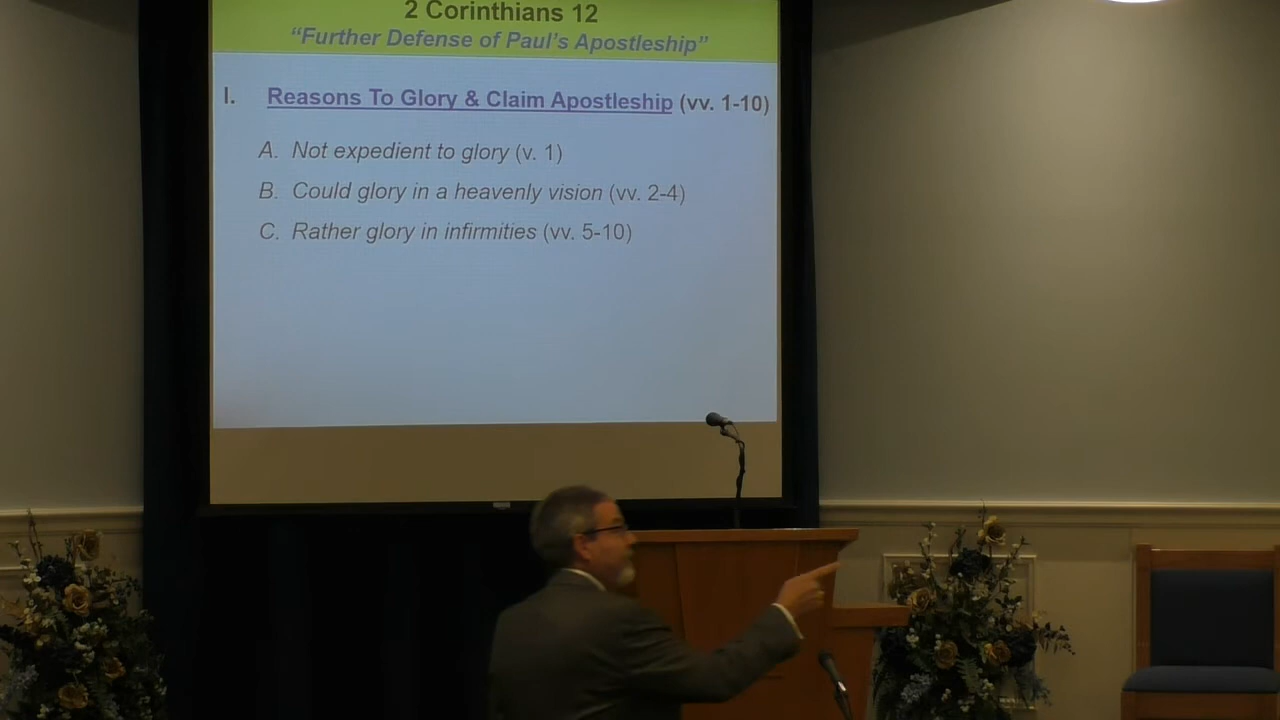 2 Corinthians 12
“Further Defense of Paul’s Apostleship”
I. Reasons To Glory & Claim Apostleship (vv. 1-10)
A. Not expedient to glory (v. 1)
B. Could glory in a heavenly vision (vv. 2-4)
C. Rather glory in infirmities (vv. 5-10)